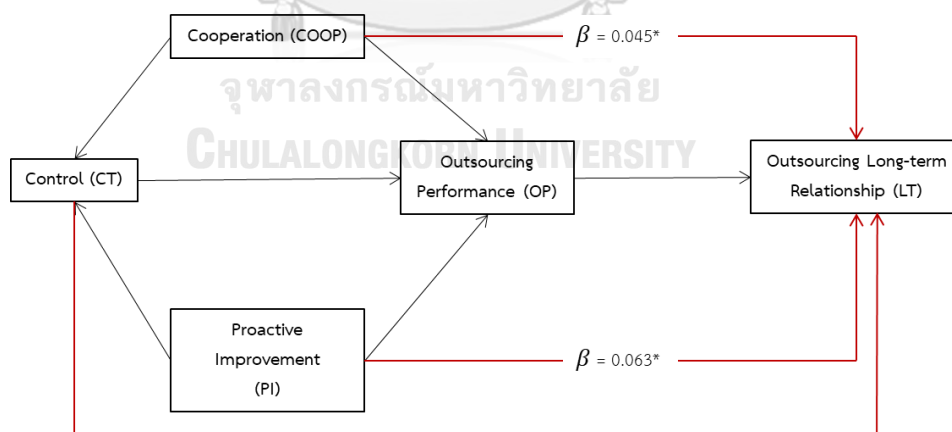 Cooperation (COOP)
β = 0.045*
จุฬาลงกรณ์มหาวิทยาลัย
CHULALONGKORN UNIVERSITY
Control (CT)
Outsourcing
Performance (OP)
Outsourcing Long-term
Relationship (LT)
Proactive
Improvement
(PI)
β = 0.063*